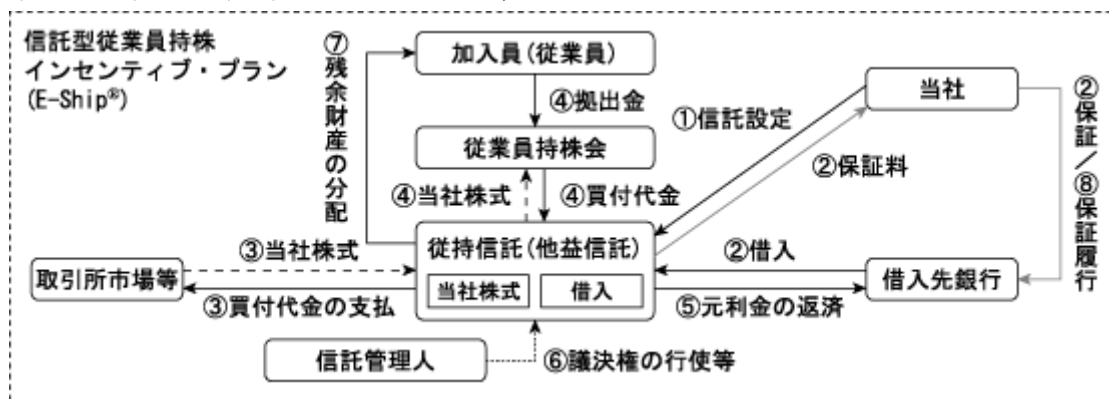 信託型従業員持株
インセンティブ・プラン
(E-Ship®)
⑦残余財産の分配
加入員(従業員)
④拠出金
従業員持株会
④当社株式
④買付代金
当社
①信託設定
②保証料
②保証／⑧保証履行
③当社株式
従持信託(他益信託)
②借入
取引所市場等
当社株式
借入
借入先銀行
③買付代金の支払
⑤元利金の返済
信託管理人
⑥議決権の行使等